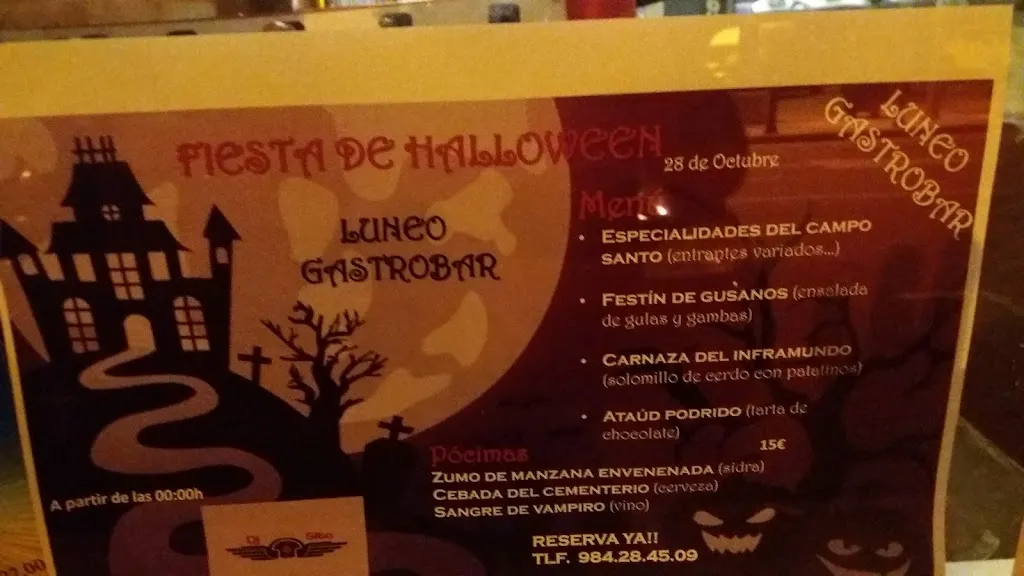 FIESTA DE HALLOWEEN
28 de Octubre
LUNEO
GASTROBAR
LUNEO
GASTROBAR
Menú
• ESPECIALIDADES DEL CAMPO
SANTO (entrantes variados...)
• FESTÍN DE GUSANOS (ensalada
de gulas y gambas)
• CARNAZA DEL INFRAMUNDO
(solomillo de cerdo con patatinos)
• ATAÚD PODRIDO (tarta de
chocolate)
15€
Pócimas
ZUMO DE MANZANA ENVENENADA (sidra)
CEBADA DEL CEMENTERIO (cerveza)
SANGRE DE VAMPIRO (vino)
A partir de las 00:00h
Dj
RESERVA YA!!
TLF. 984.28.45.09